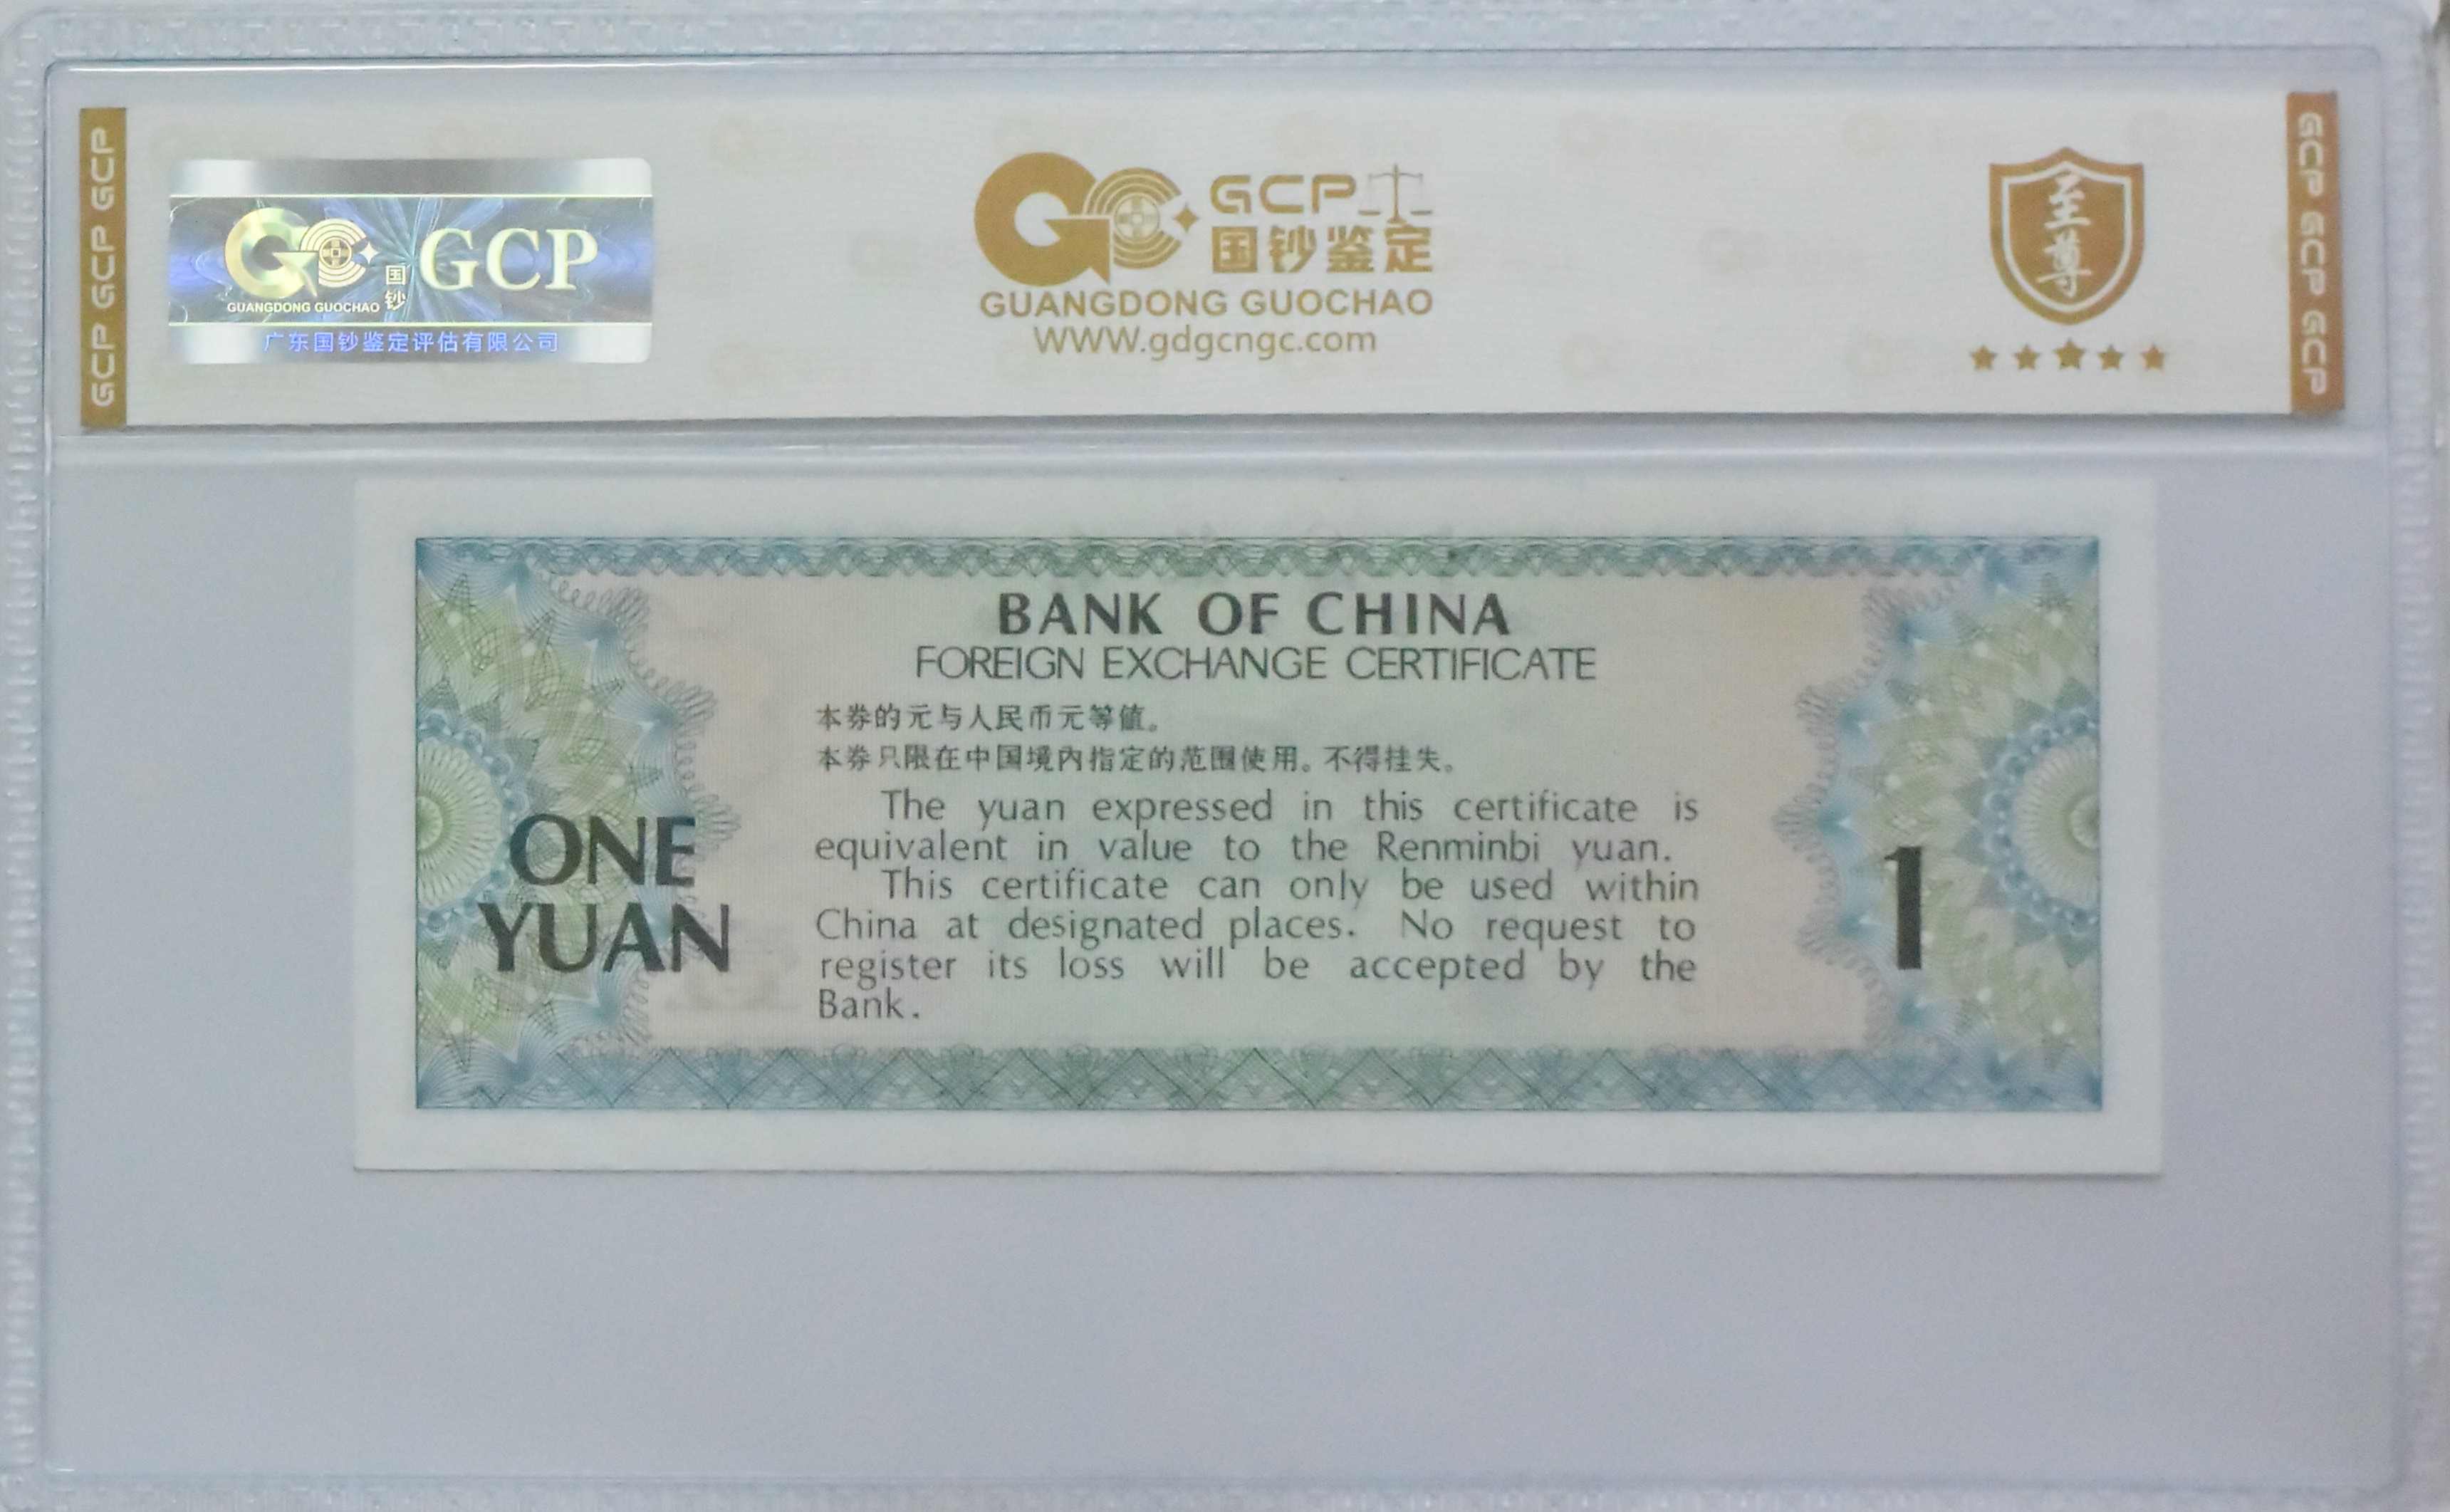 GCP GCP GCP
GCP
国钞
GUANGDONG GUOCHAO
广东国钞鉴定评估有限公司
GCP
国钞鉴定
GUANGDONG GUOCHAO
WWW.gdgcngc.com
至尊
GCP GCP GCP
BANK OF CHINA
FOREIGN EXCHANGE CERTIFICATE
本券的元与人民币元等值。
本券只限在中国境内指定的范围使用。不得挂失。
The yuan expressed in this certificate is
equivalent in value to the Renminbi yuan.
This certificate can only be used within
China at designated places. No request to
register its loss will be accepted by the
Bank.
ONE
YUAN
1